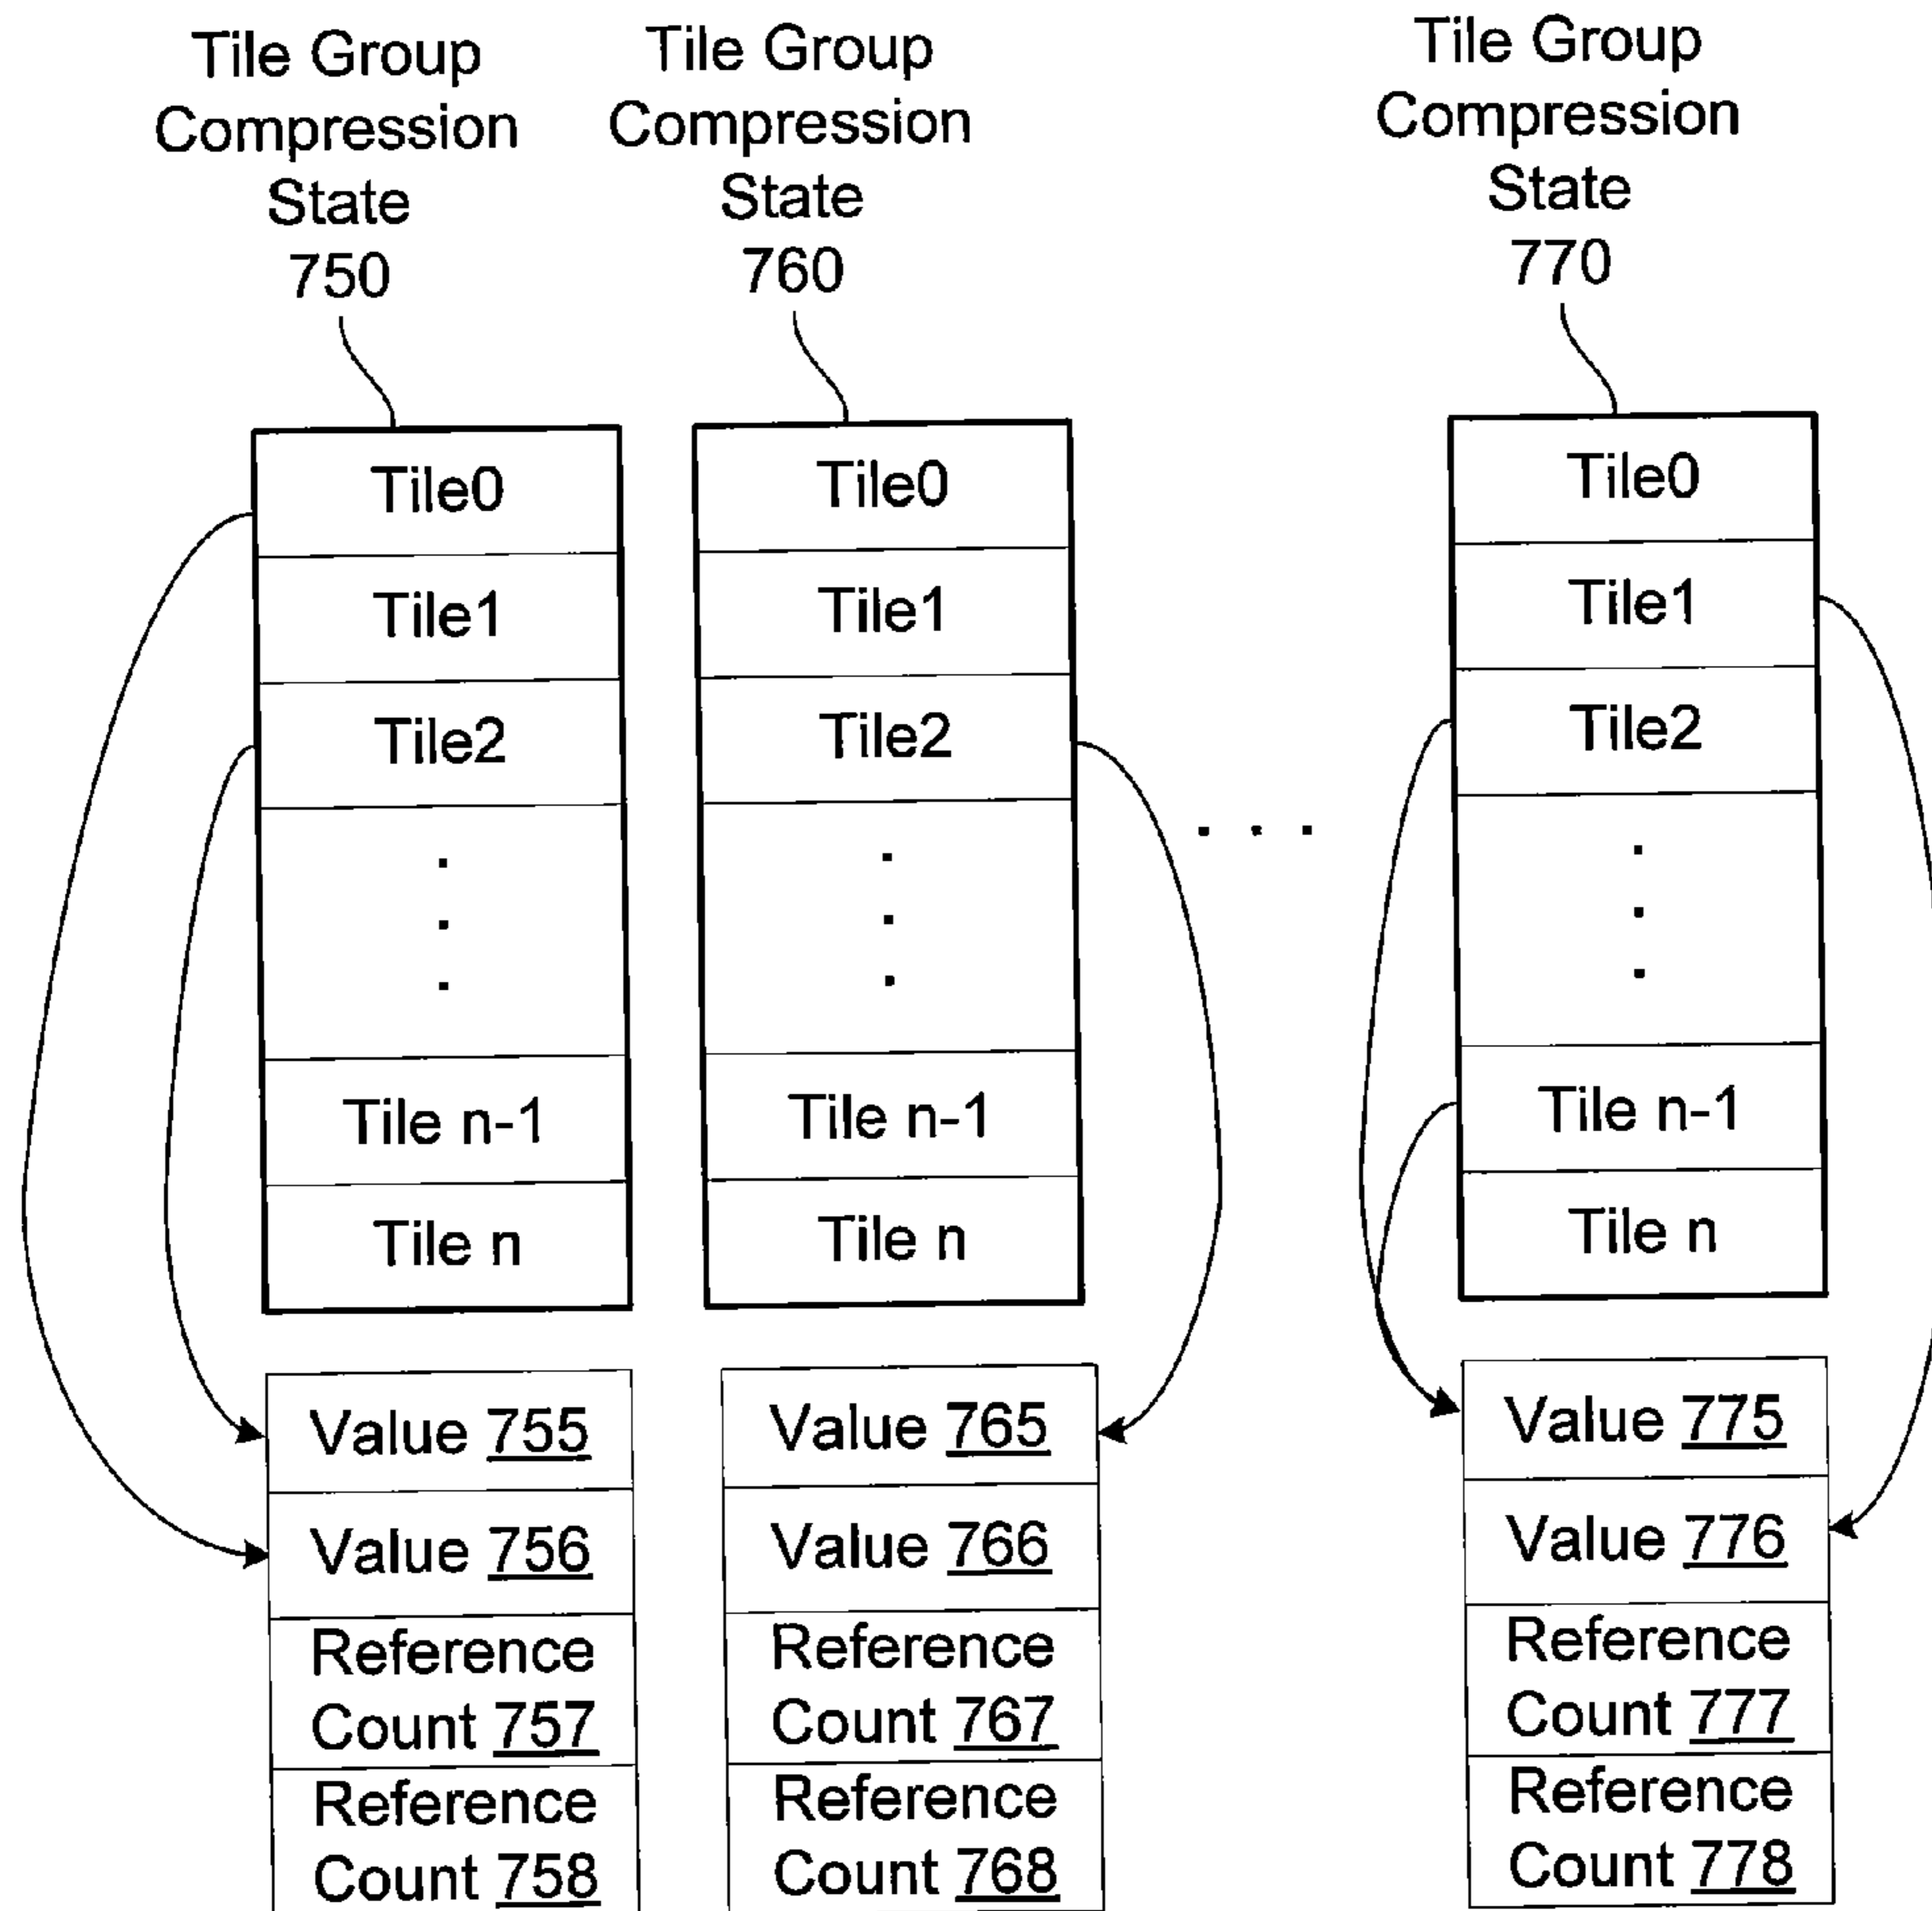 Tile Group
Compression
State
750
Tile Group
Compression
State
760
Tile Group
Compression
State
770
Tile0
Tile1
Tile2
Tile n-1
Tile n
Tile0
Tile1
Tile2
Tile n-1
Tile n
. . .
Tile0
Tile1
Tile2
Tile n-1
Tile n
Value 755
Value 756
Reference
Count 757
Reference
Count 758
Value 765
Value 766
Reference
Count 767
Reference
Count 768
Value 775
Value 776
Reference
Count 777
Reference
Count 778